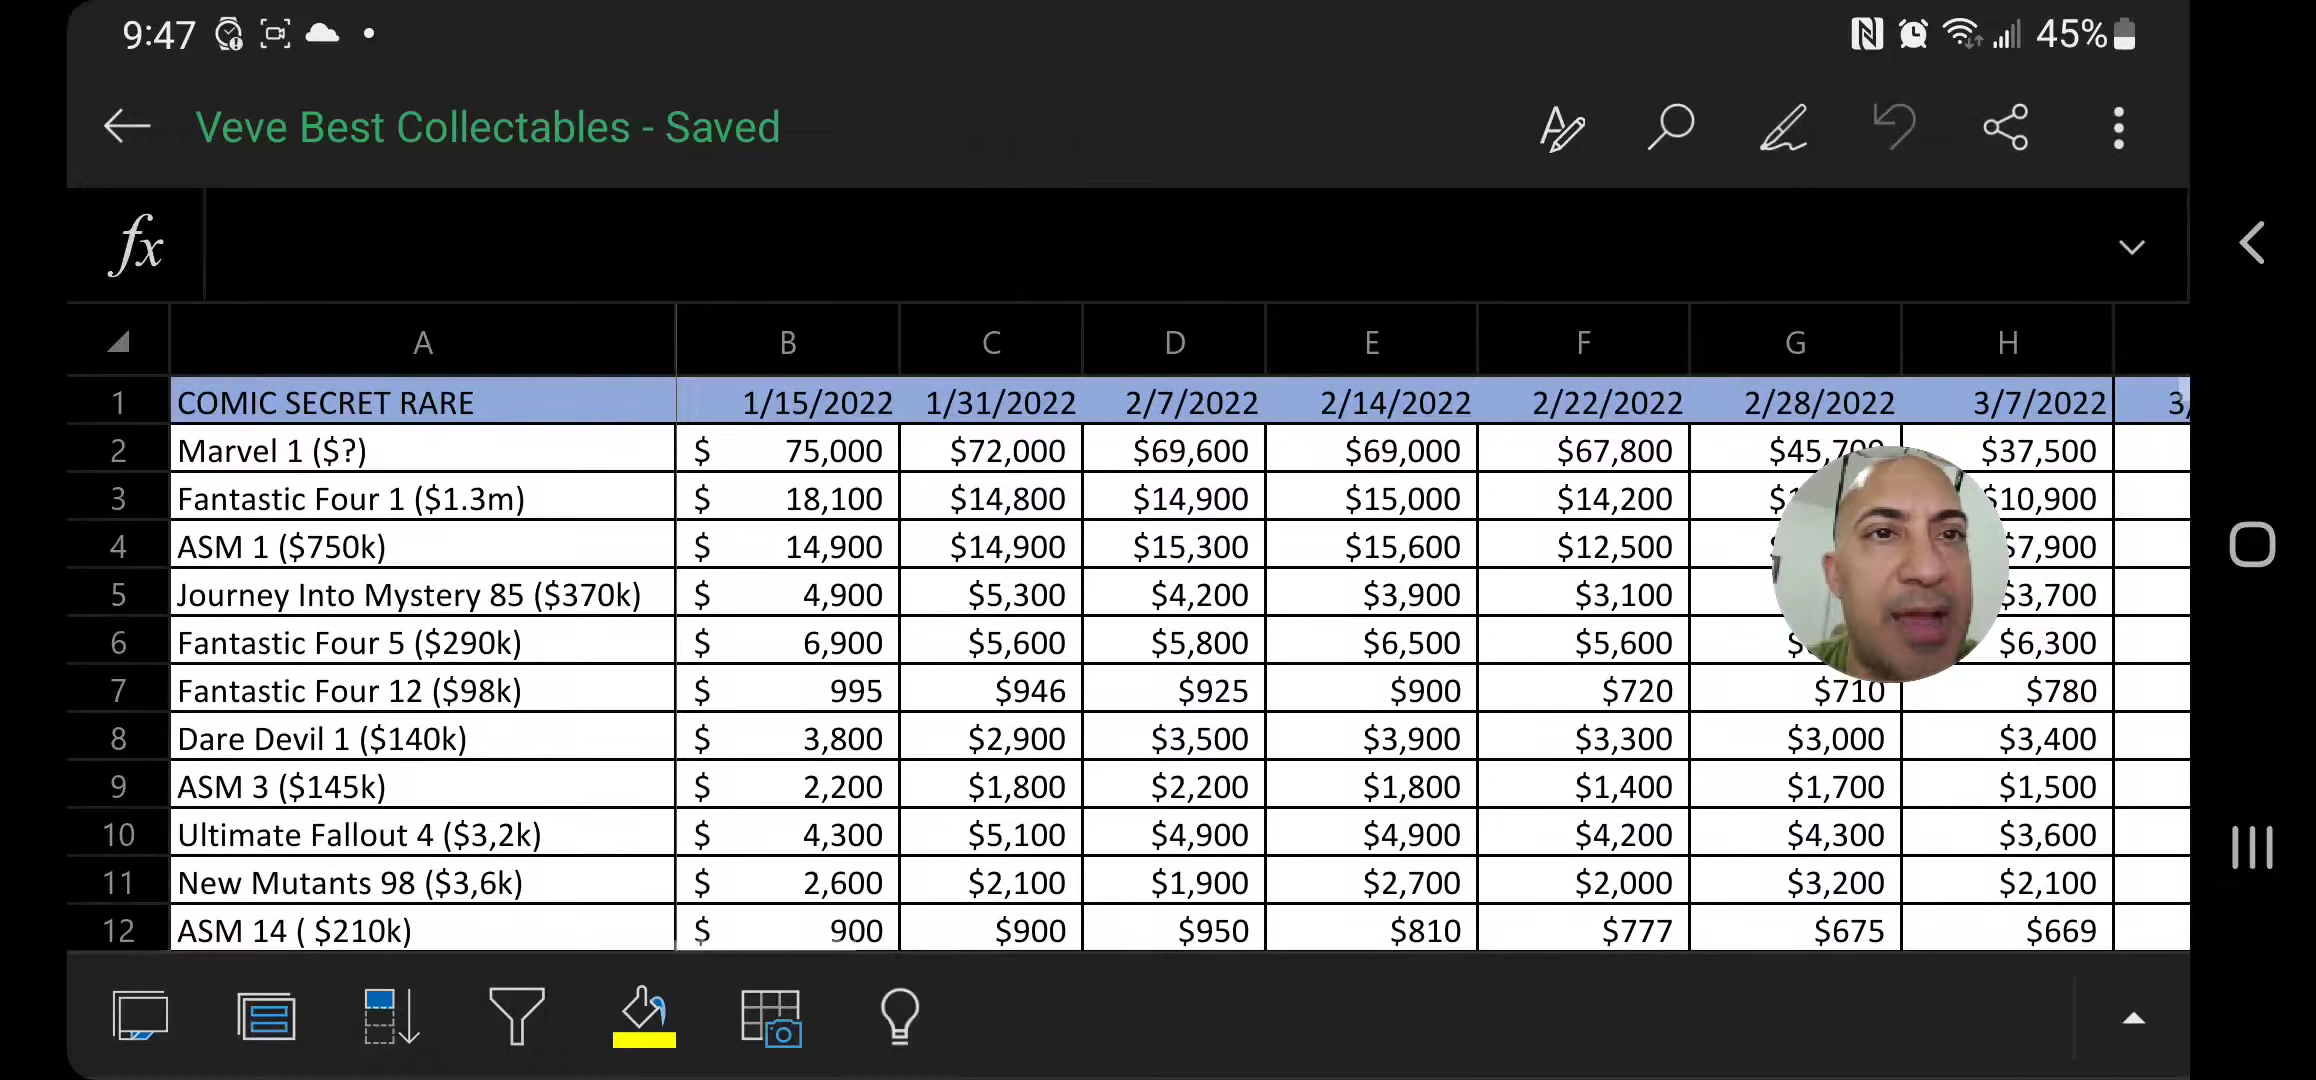 9:47 45%
Veve Best Collectables - Saved
fx
A B C D E F G H
1 COMIC SECRET RARE 1/15/2022 1/31/2022 2/7/2022 2/14/2022 2/22/2022 2/28/2022 3/7/2022 3/
2 Marvel 1 ($?) $ 75,000 $72,000 $69,600 $69,000 $67,800 $45,700 $37,500
3 Fantastic Four 1 ($1.3m) $ 18,100 $14,800 $14,900 $15,000 $14,200 $10,900
4 ASM 1 ($750k) $ 14,900 $14,900 $15,300 $15,600 $12,500 $7,900
5 Journey Into Mystery 85 ($370k) $ 4,900 $5,300 $4,200 $3,900 $3,100 $3,700
6 Fantastic Four 5 ($290k) $ 6,900 $5,600 $5,800 $6,500 $5,600 $6,300
7 Fantastic Four 12 ($98k) $ 995 $946 $925 $900 $720 $710 $780
8 Dare Devil 1 ($140k) $ 3,800 $2,900 $3,500 $3,900 $3,300 $3,000 $3,400
9 ASM 3 ($145k) $ 2,200 $1,800 $2,200 $1,800 $1,400 $1,700 $1,500
10 Ultimate Fallout 4 ($3,2k) $ 4,300 $5,100 $4,900 $4,900 $4,200 $4,300 $3,600
11 New Mutants 98 ($3,6k) $ 2,600 $2,100 $1,900 $2,700 $2,000 $3,200 $2,100
12 ASM 14 ( $210k) $ 900 $900 $950 $810 $777 $675 $669